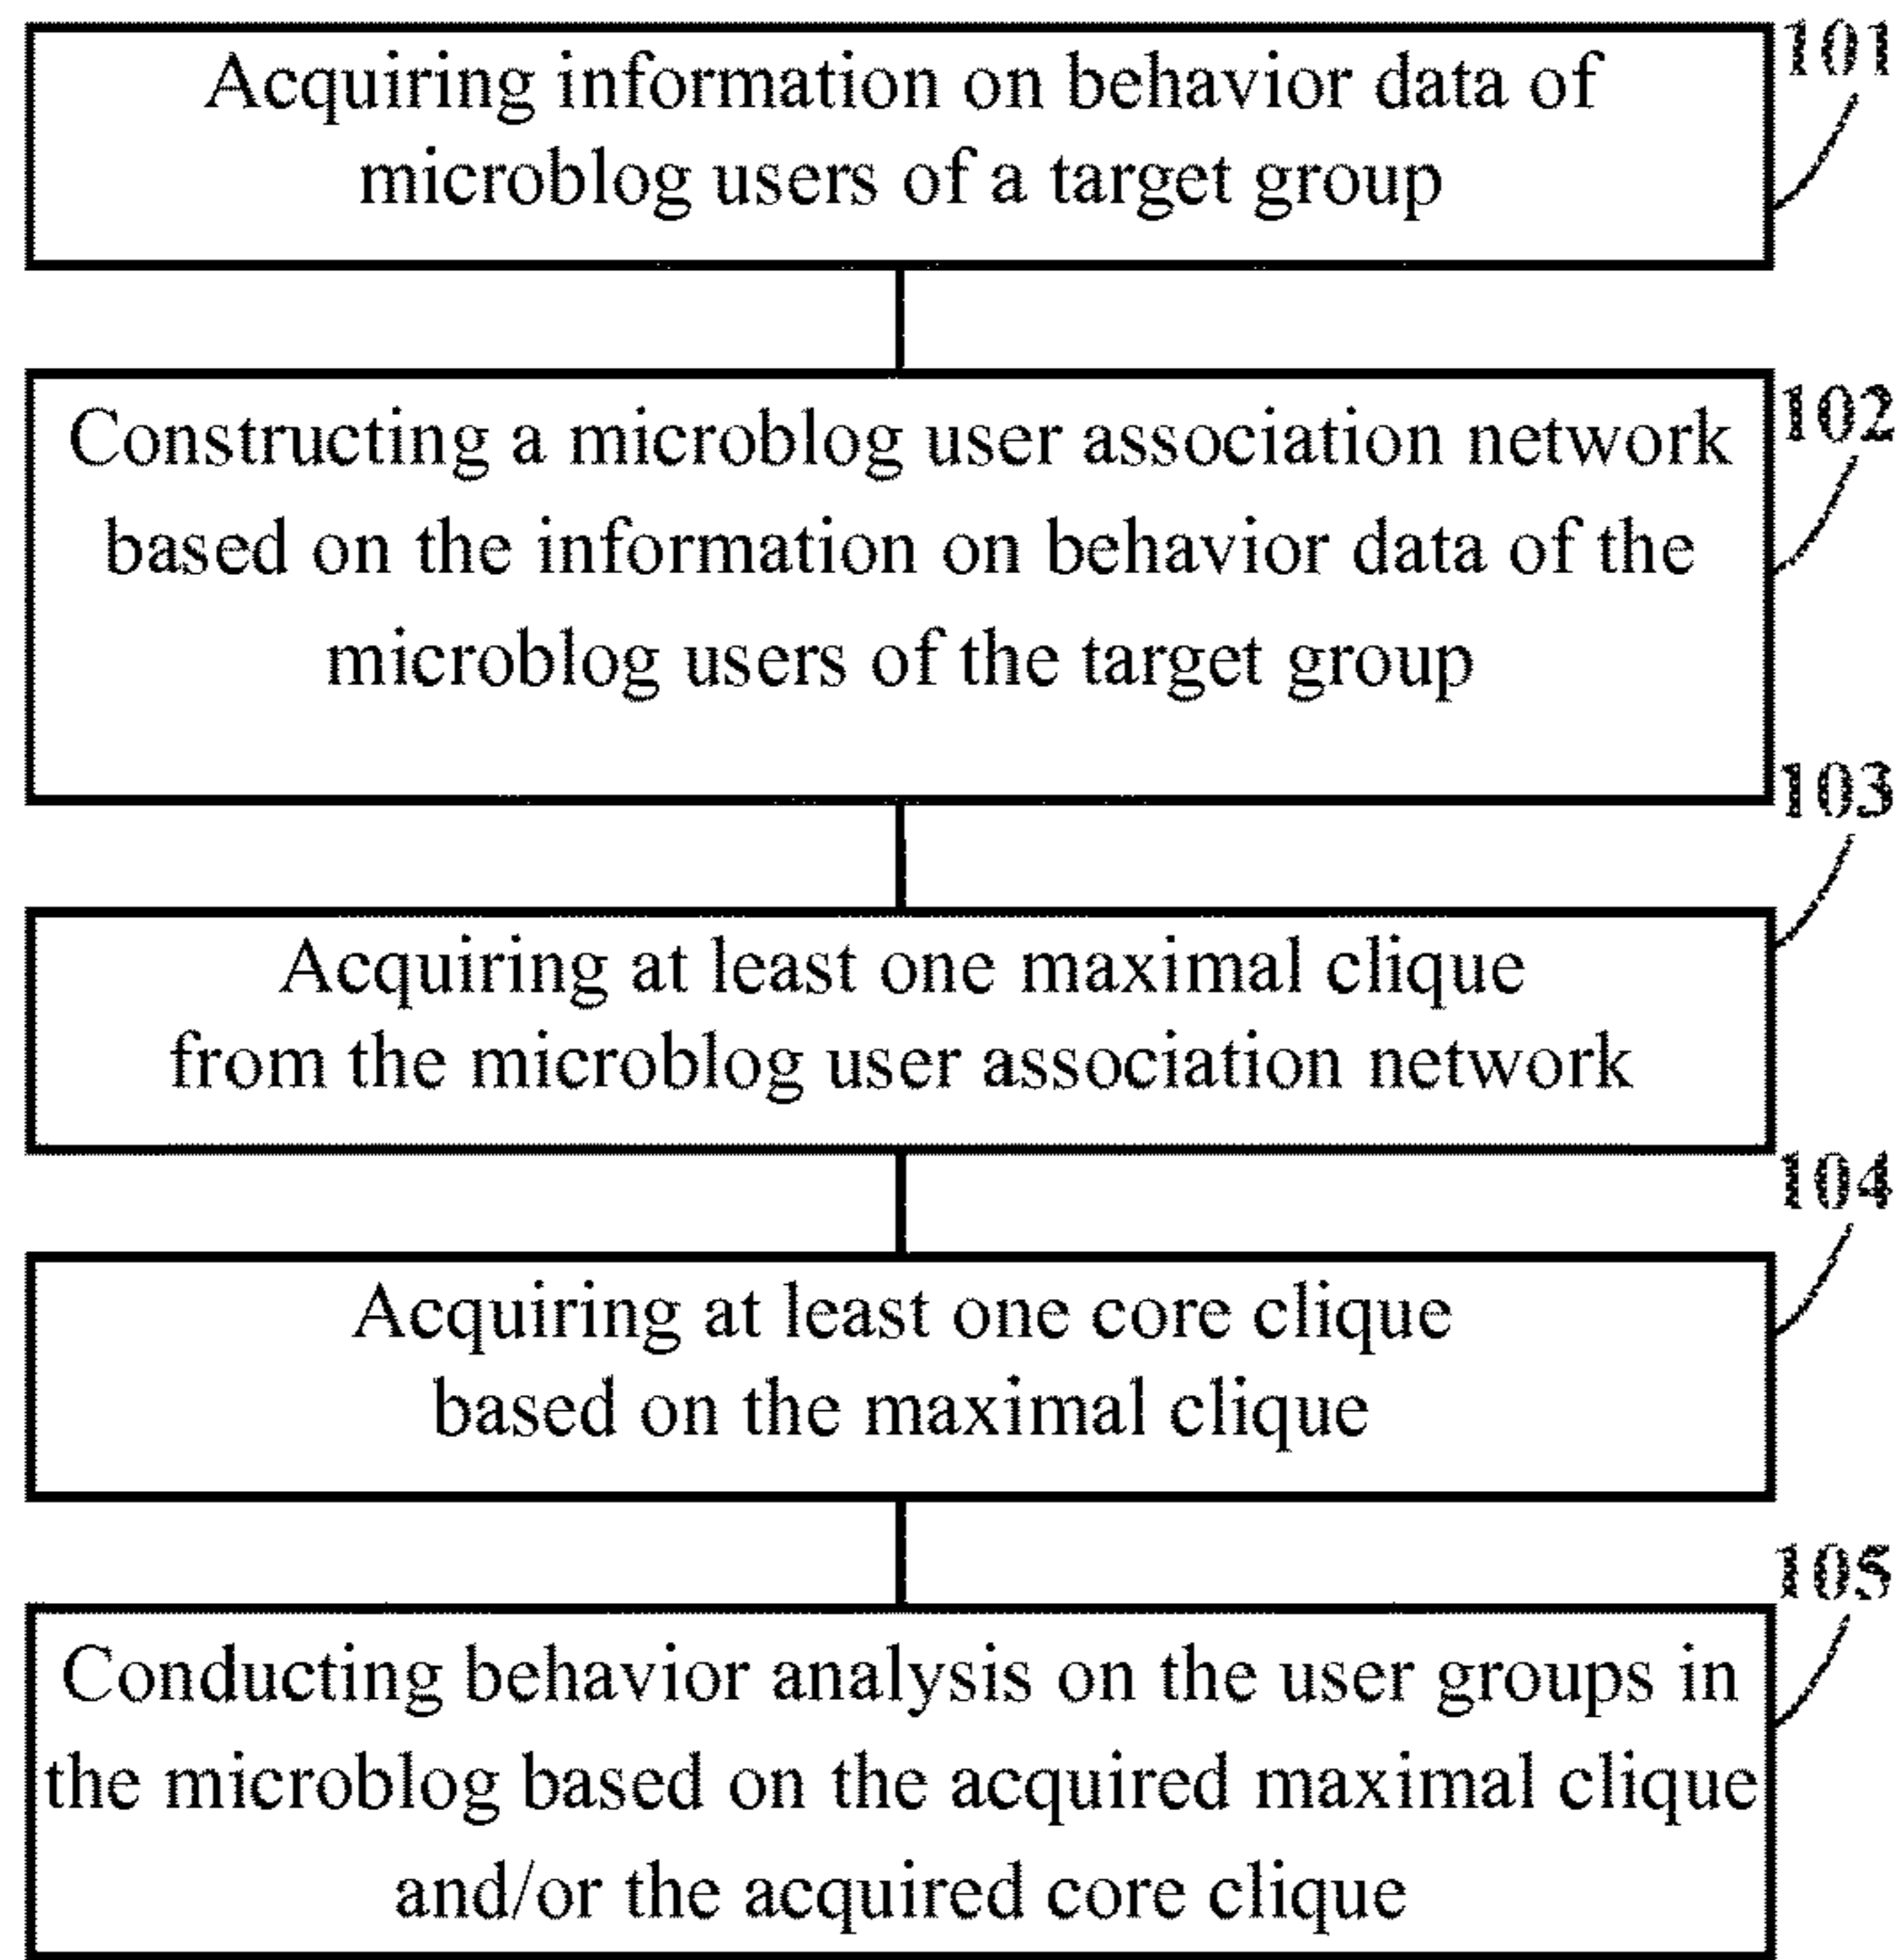 101
Acquiring information on behavior data of
microblog users of a target group
102
Constructing a microblog user association network
based on the information on behavior data of the
microblog users of the target group
103
Acquiring at least one maximal clique
from the microblog user association network
104
Acquiring at least one core clique
based on the maximal clique
105
Conducting behavior analysis on the user groups in
the microblog based on the acquired maximal clique
and/or the acquired core clique